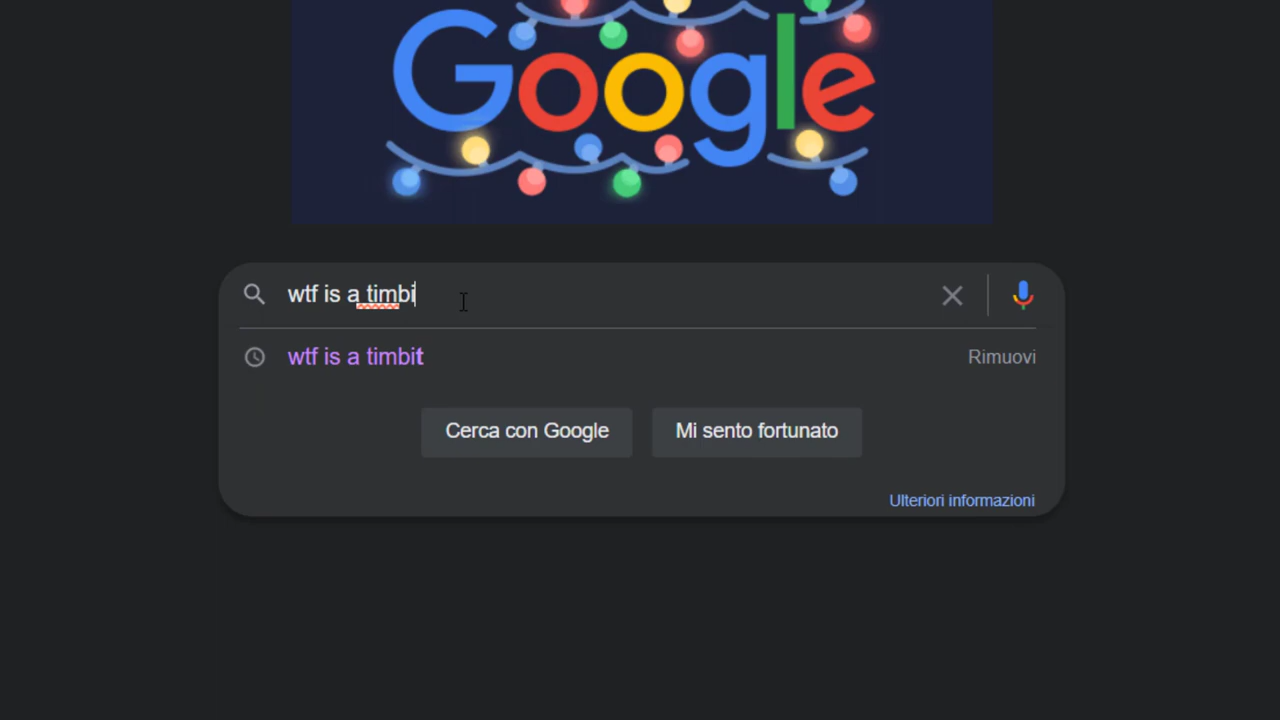 Google
wtf is a timbi
wtf is a timbit Rimuovi
Cerca con Google Mi sento fortunato
Ulteriori informazioni